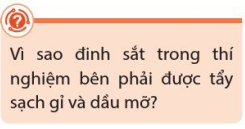 Vì sao đinh sắt trong thí
nghiệm bên phải được tẩy
sạch gỉ và dầu mỡ?